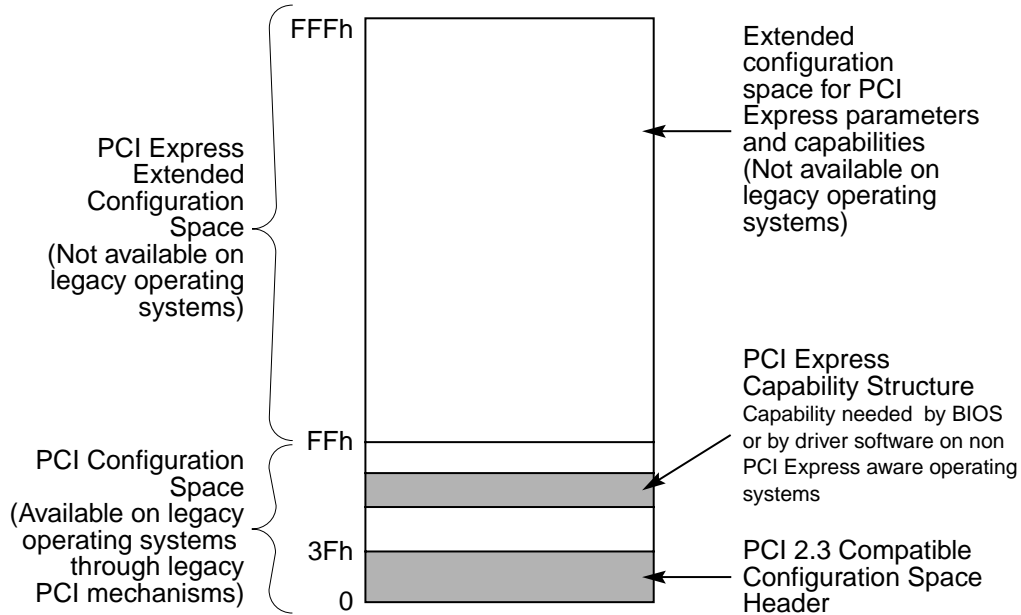 FFFh
PCI Express
Extended
Configuration
Space
(Not available on
legacy operating
systems)
Extended
configuration
space for PCI
Express parameters
and capabilities
(Not available on
legacy operating
systems)
FFh
PCI Configuration
Space
(Available on legacy
operating systems
through legacy
PCI mechanisms)
PCI Express
Capability Structure
Capability needed by BIOS
or by driver software on non
PCI Express aware operating
systems
3Fh
0
PCI 2.3 Compatible
Configuration Space
Header